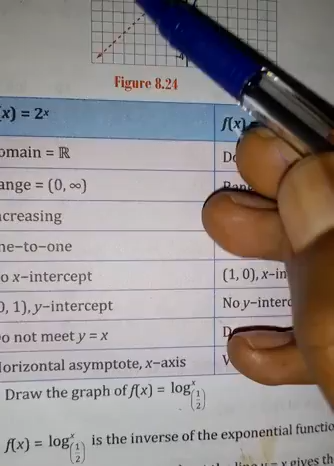 Figure 8.24
(x) = 2ˣ
f(x)
omain = ℝ
ange = (0, ∞)
creasing
ne-to-one
o x-intercept
(1, 0), x-in
0, 1), y-intercept
No y-interc
o not meet y = x
orizontal asymptote, x-axis
Draw the graph of f(x) = log₍½₎ˣ
f(x) = log₍½₎ˣ is the inverse of the exponential functio
y = x gives th